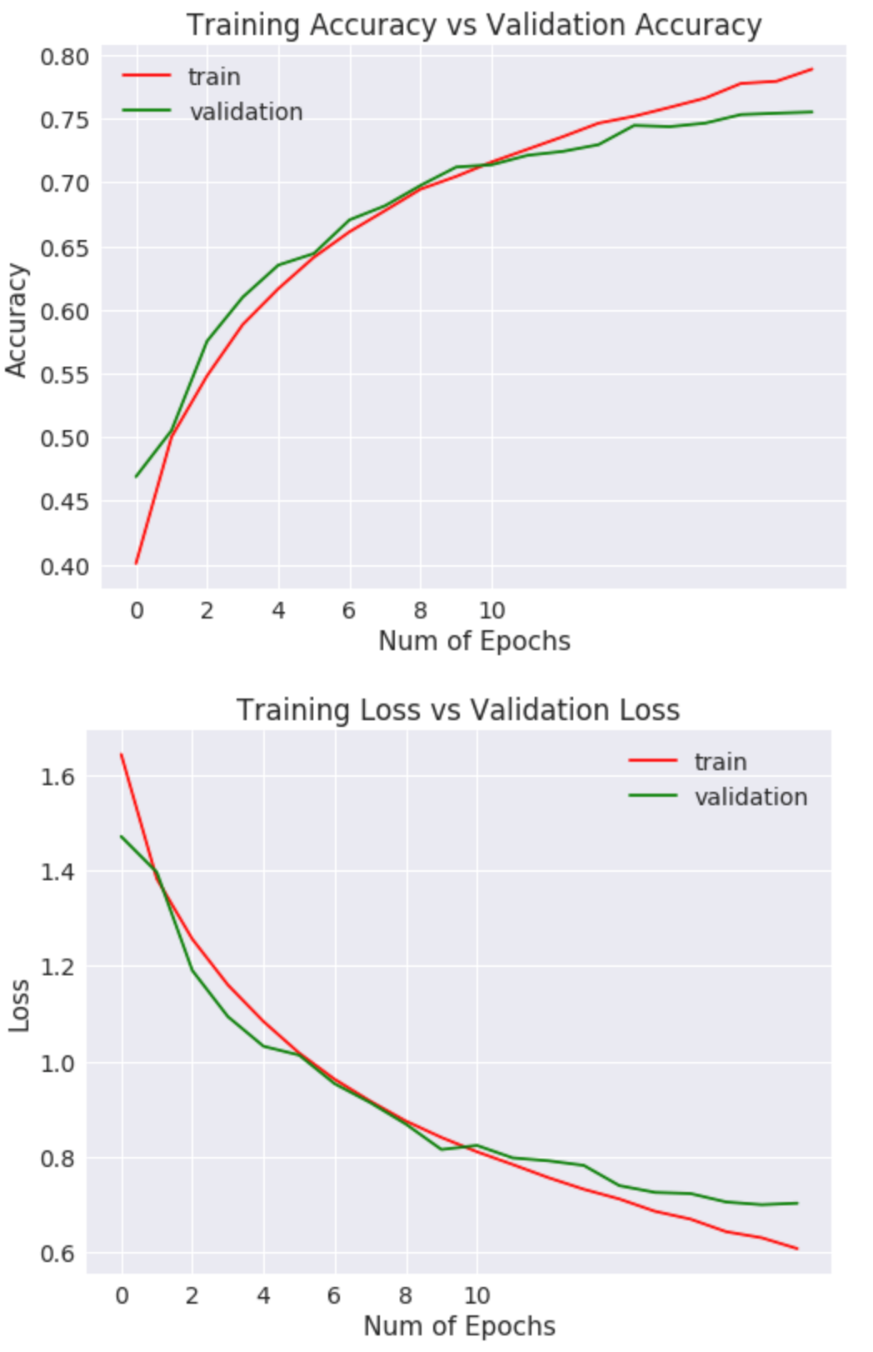 Training Accuracy vs Validation Accuracy
train
validation
0.80
0.75
0.70
0.65
0.60
0.55
0.50
0.45
0.40
Accuracy
0 2 4 6 8 10
Num of Epochs
Training Loss vs Validation Loss
train
validation
1.6
1.4
1.2
1.0
0.8
0.6
Loss
0 2 4 6 8 10
Num of Epochs